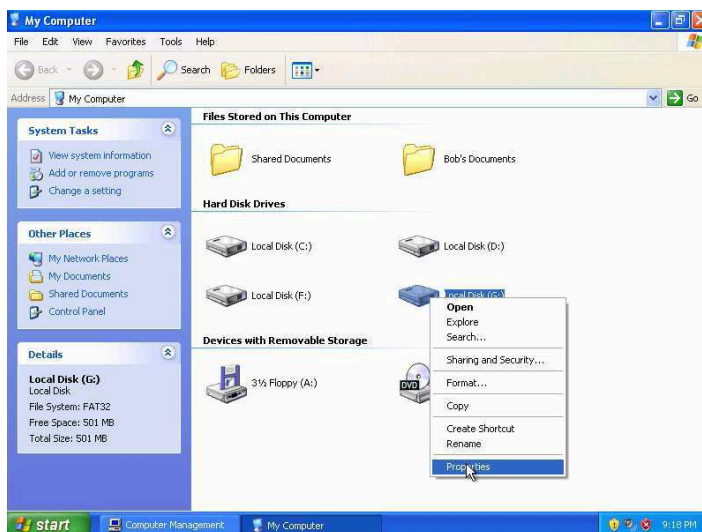 My Computer
File Edit View Favorites Tools Help
Back Search Folders
Address My Computer Go
System Tasks
View system information
Add or remove programs
Change a setting
Other Places
My Network Places
My Documents
Shared Documents
Control Panel
Details
Local Disk (G:)
Local Disk
File System: FAT32
Free Space: 501 MB
Total Size: 501 MB
Files Stored on This Computer
Shared Documents Bob's Documents
Hard Disk Drives
Local Disk (C:) Local Disk (D:)
Local Disk (F:) Local Disk (G:)
Devices with Removable Storage
3½ Floppy (A:)
DVD
Open
Explore
Search...
Sharing and Security...
Format...
Copy
Create Shortcut
Rename
Properties
start Computer Management My Computer 9:18 PM